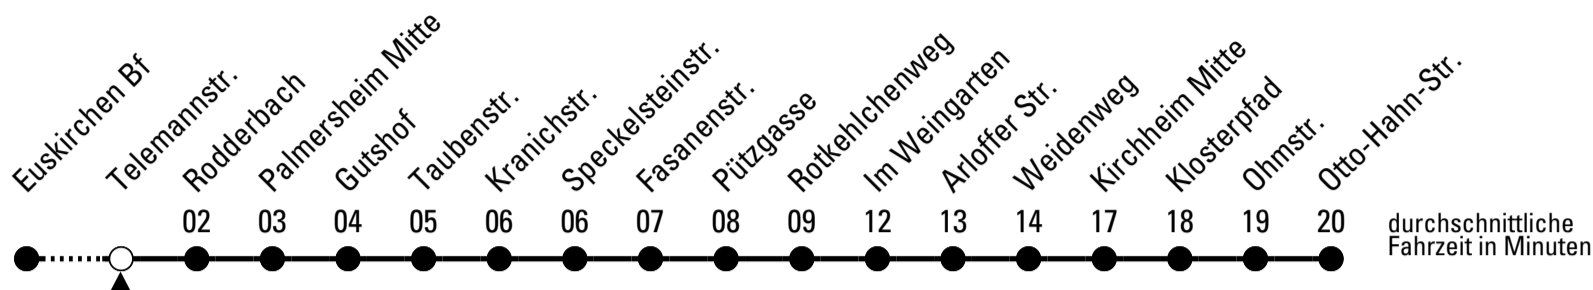 Euskirchen Bf
Telemannstr.
Rodderbach
Palmersheim Mitte
Gutshof
Taubenstr.
Kranichstr.
Speckelsteinstr.
Fasanenstr.
Pützgasse
Rotkehlchenweg
Im Weingarten
Arloffer Str.
Weidenweg
Kirchheim Mitte
Klosterpfad
Ohmstr.
Otto-Hahn-Str.
02 03 04 05 06 06 07 08 09 12 13 14 17 18 19 20
durchschnittliche
Fahrzeit in Minuten